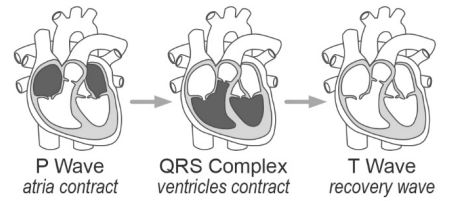 P Wave
atria contract
QRS Complex
ventricles contract
T Wave
recovery wave